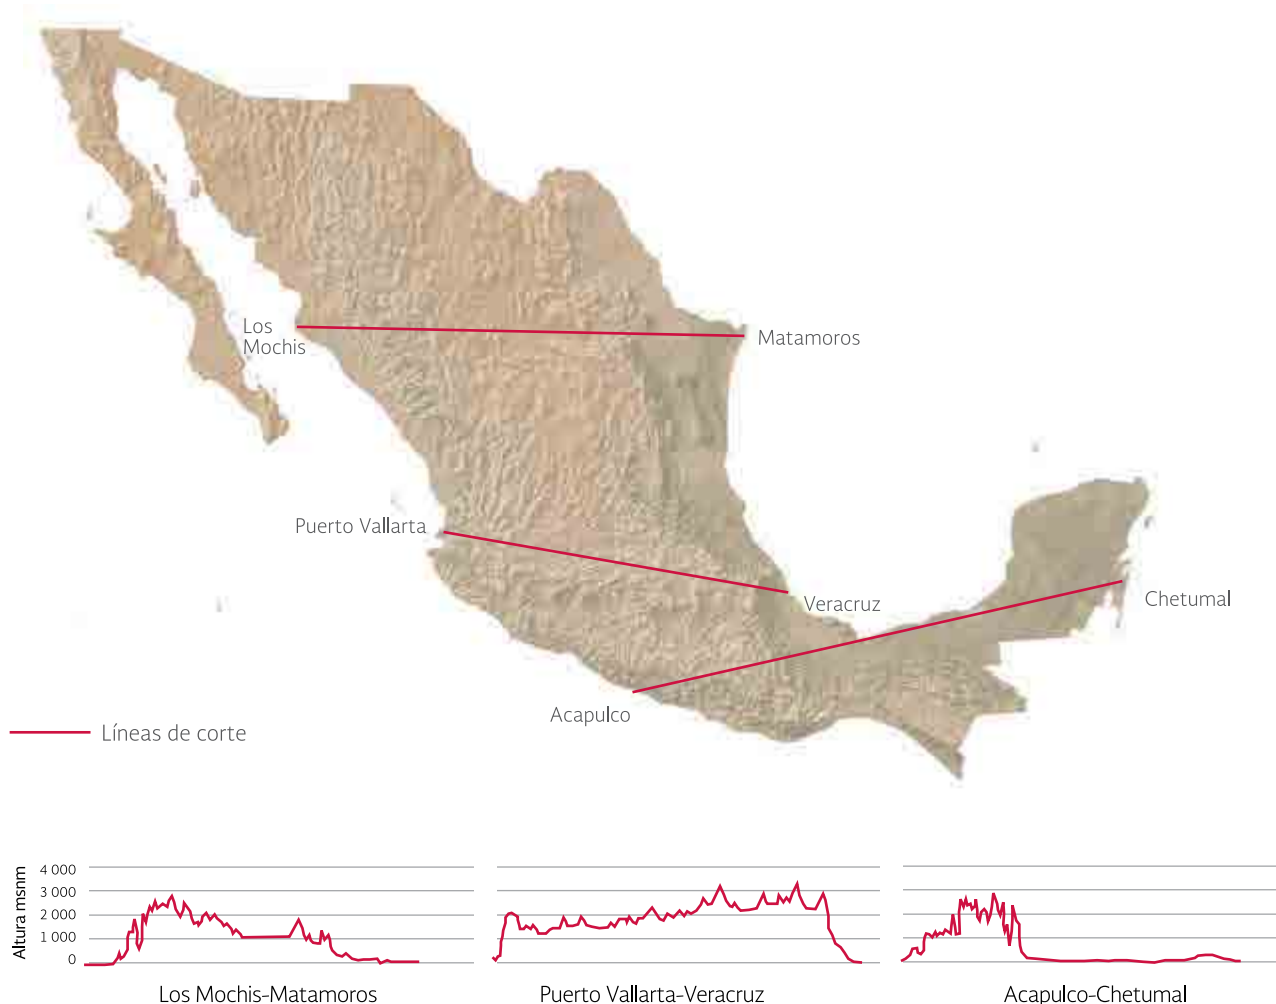 Los
Mochis
Matamoros
Puerto Vallarta
Veracruz
Chetumal
Acapulco
Líneas de corte
Altura msnm
4 000
3 000
2 000
1 000
0
Los Mochis-Matamoros
Puerto Vallarta-Veracruz
Acapulco-Chetumal